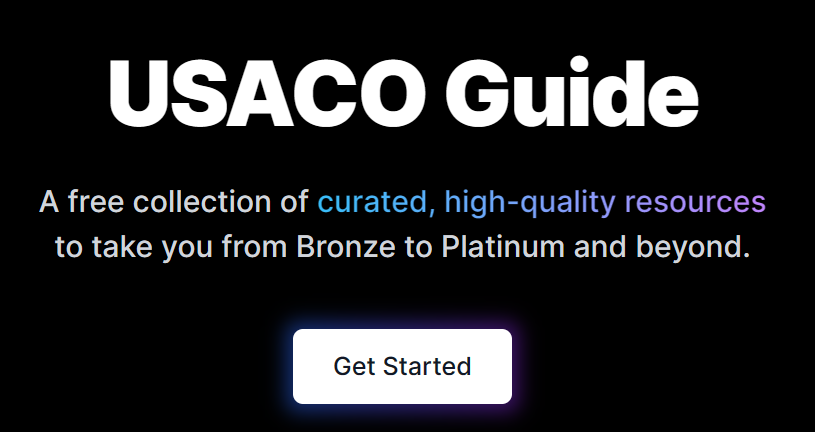 USACO Guide
A free collection of curated, high-quality resources
to take you from Bronze to Platinum and beyond.
Get Started